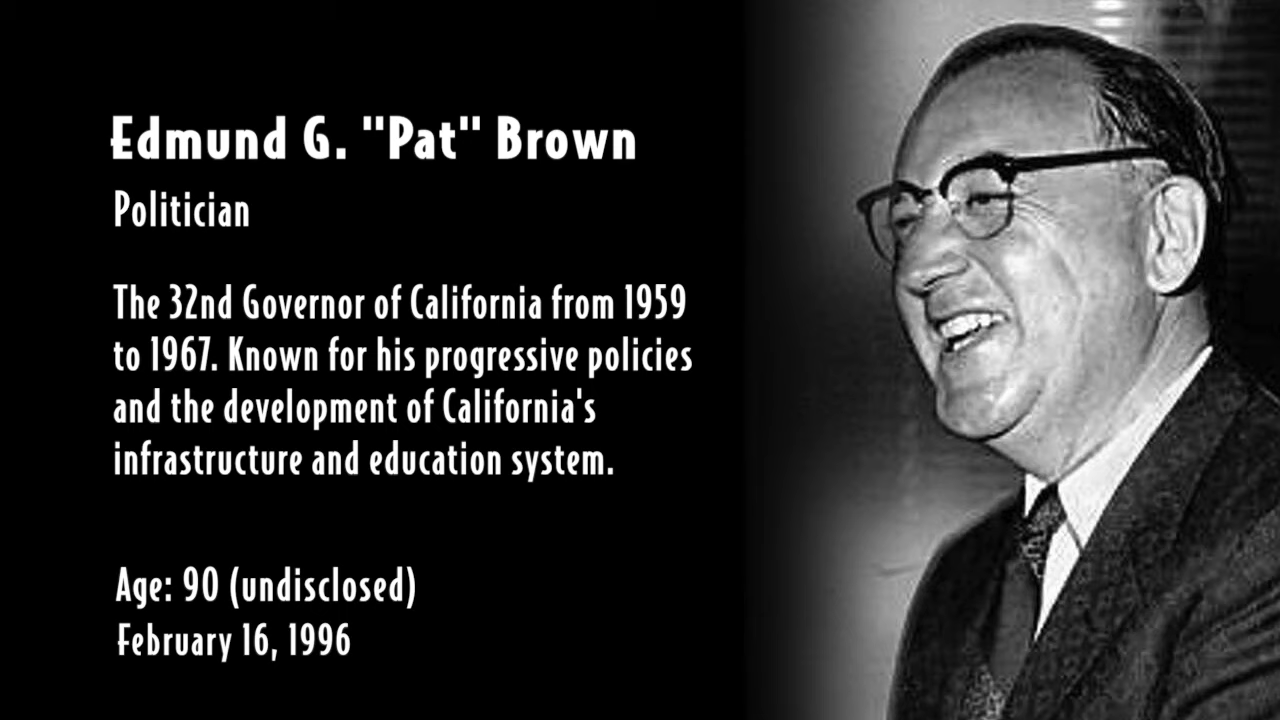 Edmund G. "Pat" Brown
Politician
The 32nd Governor of California from 1959
to 1967. Known for his progressive policies
and the development of California's
infrastructure and education system.
Age: 90 (undisclosed)
February 16, 1996